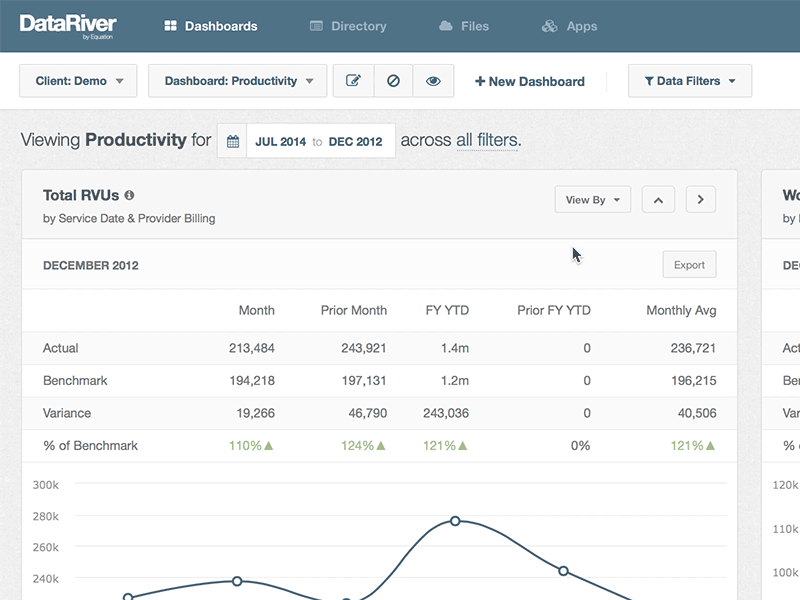 DataRiver
by Equation
Dashboards
Directory
Files
Apps
Client: Demo
Dashboard: Productivity
New Dashboard
Data Filters
Viewing Productivity for JUL 2014 to DEC 2012 across all filters.
Total RVUs
by Service Date & Provider Billing
View By
DECEMBER 2012
Export
Month Prior Month FY YTD Prior FY YTD Monthly Avg
Actual 213,484 243,921 1.4m 0 236,721
Benchmark 194,218 197,131 1.2m 0 196,215
Variance 19,266 46,790 243,036 0 40,506
% of Benchmark 110% 124% 121% 0% 121%
300k
280k
260k
240k
Wo
by
DE
Act
Be
Var
%
120k
110k
100k